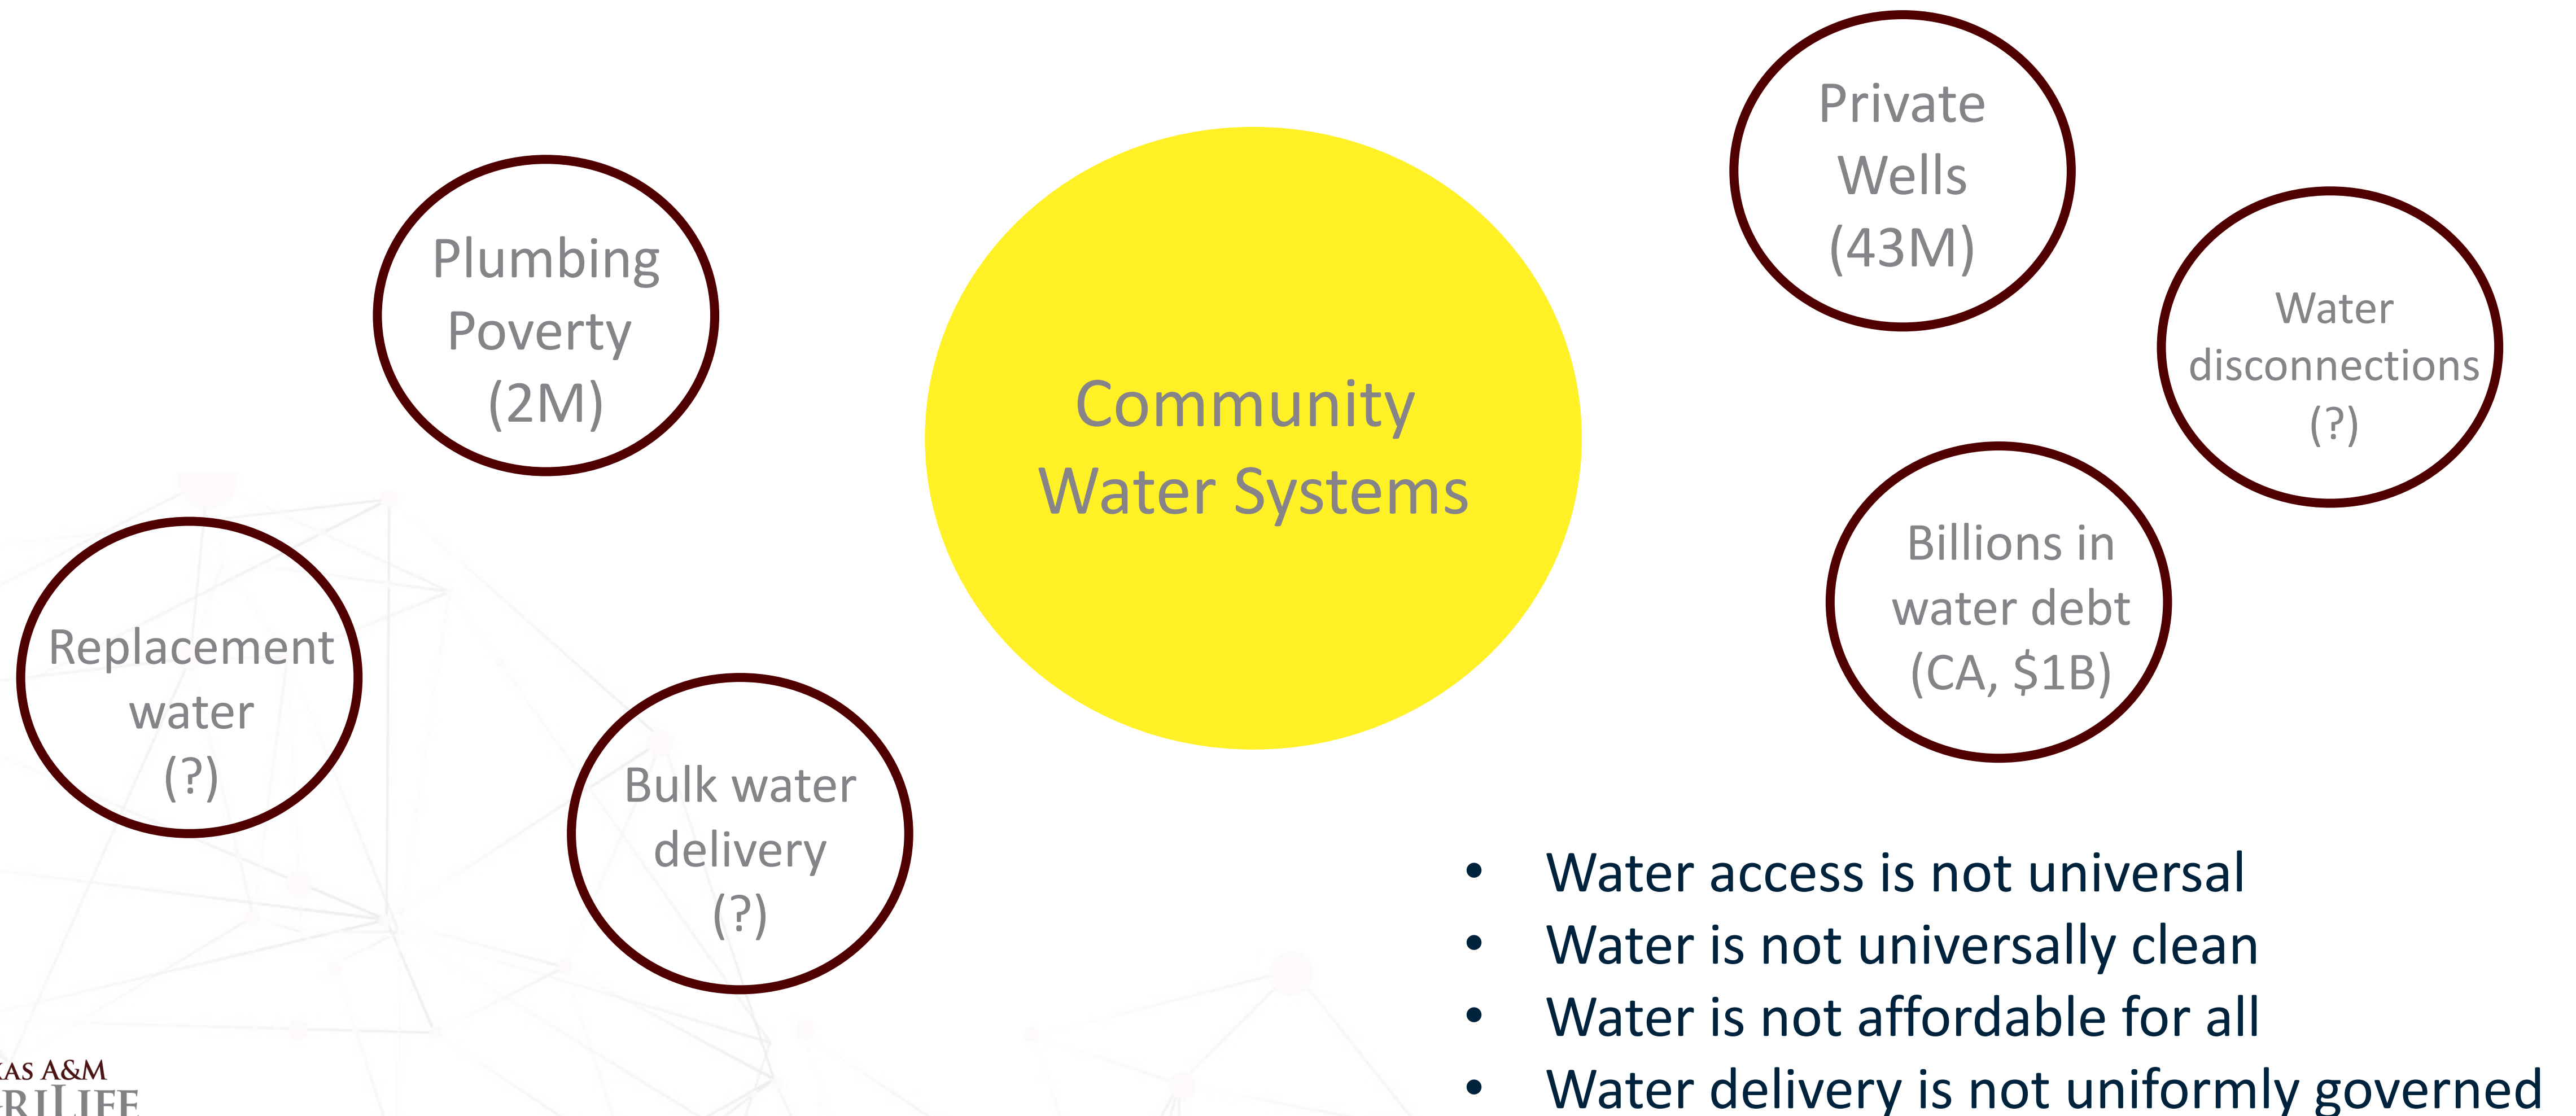 Plumbing
Poverty
(2M)
Replacement
water
(?)
Bulk water
delivery
(?)
Community
Water Systems
Private
Wells
(43M)
Water
disconnections
(?)
Billions in
water debt
(CA, $1B)
• Water access is not universal
• Water is not universally clean
• Water is not affordable for all
• Water delivery is not uniformly governed
A&M